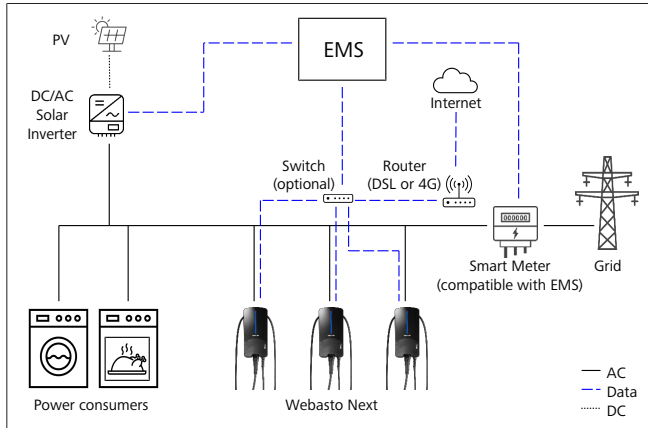 PV
EMS
DC/AC
Solar
Inverter
Internet
Switch
(optional)
Router
(DSL or 4G)
000000
Smart Meter
(compatible with EMS)
Grid
Power consumers
Webasto Next
AC
Data
DC